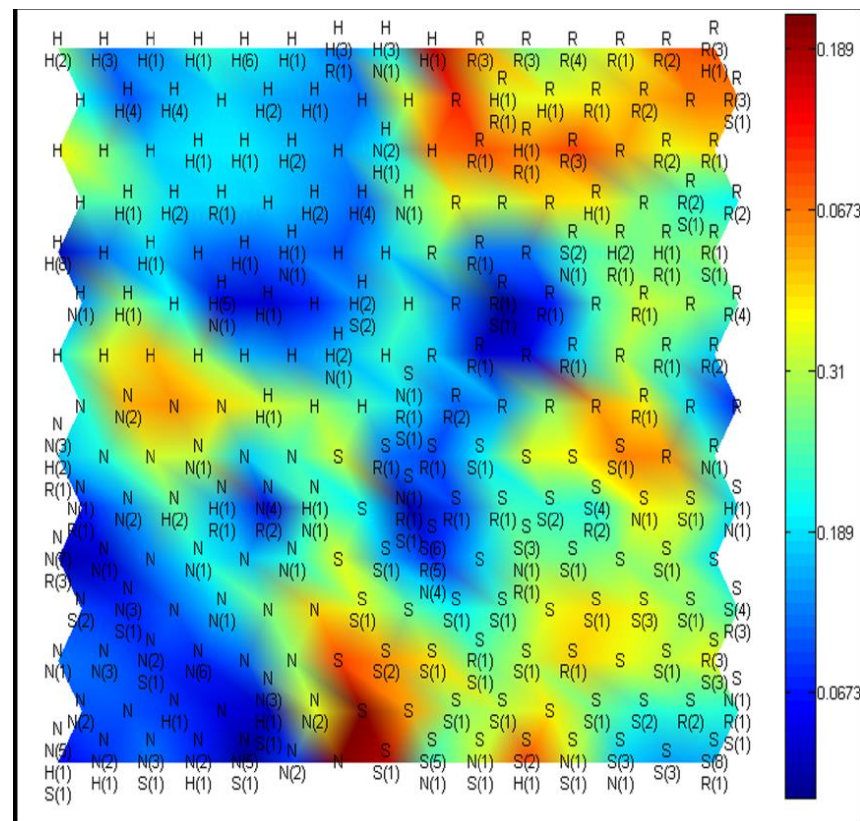 H H H H H H H H H R R R R R R
H(2) H(3) H(1) H(1) H(6) H(1) H(3) H(3) H(1) R(3) R(3) R(4) R(1) R(2) R(3) 0.189
R(1) N(1) H(1)
H H H H H H H H R R R R R R R
H(4) H(4) H(2) H(1) H(1) H(1) R(1) R(2) R(3)
R(1) S(1)
H H H H H H H H H R H R R R R
H(1) H(1) H(2) N(2) R(1) H(1) R(3) R(2) R(1)
H(1) R(1)
H H H H H H H H R R R R R R
H(1) H(2) R(1) H(2) H(4) N(1) H(1) R(2) R(2) 0.0673
S(1)
H H H H H H H H R R R R R R R
H(8) H(1) H(1) H(1) R(1) S(2) H(2) H(1) R(1)
N(1) N(1) R(1) R(1) S(1)
H H H H H H H H R R R R R R R
N(1) H(1) H(5) H(1) H(2) R(1) R(1) R(1) R(4)
N(1) S(2) S(1)
H H H H H H H H R R R R R R R
H(2) R(1) R(1) R(1) R(2) 0.31
N(1)
N N N N H H H S R R R R R R
N(2) H(1) N(1) R(2) R(1)
R(1)
S(1)
N N N N N N S S S S S S S R R
N(3) N(1) R(1) R(1) S(1) S(1) N(1)
H(2)
R(1)
N N N N N N S S S S S S S S S
N(1) N(2) H(2) H(1) N(4) H(1) N(1) R(1) R(1) S(2) S(4) N(1) S(1) H(1)
R(1) R(1) R(2) N(1) R(1) R(2) N(1) 0.189
S(1)
N N N N N N S S S S S S S S S
N(1) N(1) N(1) S(1) S(6) S(3) S(1) S(1)
R(3) R(5) N(1)
N(4) R(1)
N N N N N N S S S S S S S S S
S(2) N(3) N(1) S(1) S(1) S(1) S(1) S(3) S(4)
S(1) R(3)
N N N N N N S S S S S S S S S
N(1) N(3) N(2) N(6) S(2) S(1) R(1) S(1) R(1) S(1) R(3)
S(1) S(1) S(3)
N N N N N S S S S S S S S S
N(2) H(1) N(3) N(2) S(1) S(1) S(1) S(2) R(2) R(1) 0.0673
H(1) S(1)
S(1)
N N N N N N N S S S S S S S S
N(5) N(2) N(3) N(2) N(5) N(2) S(1) S(5) S(1) S(2) N(1) S(3) S(3) S(8)
H(1) H(1) S(1) H(1) S(1) N(1) S(1) H(1) S(1) N(1) R(1)
S(1)